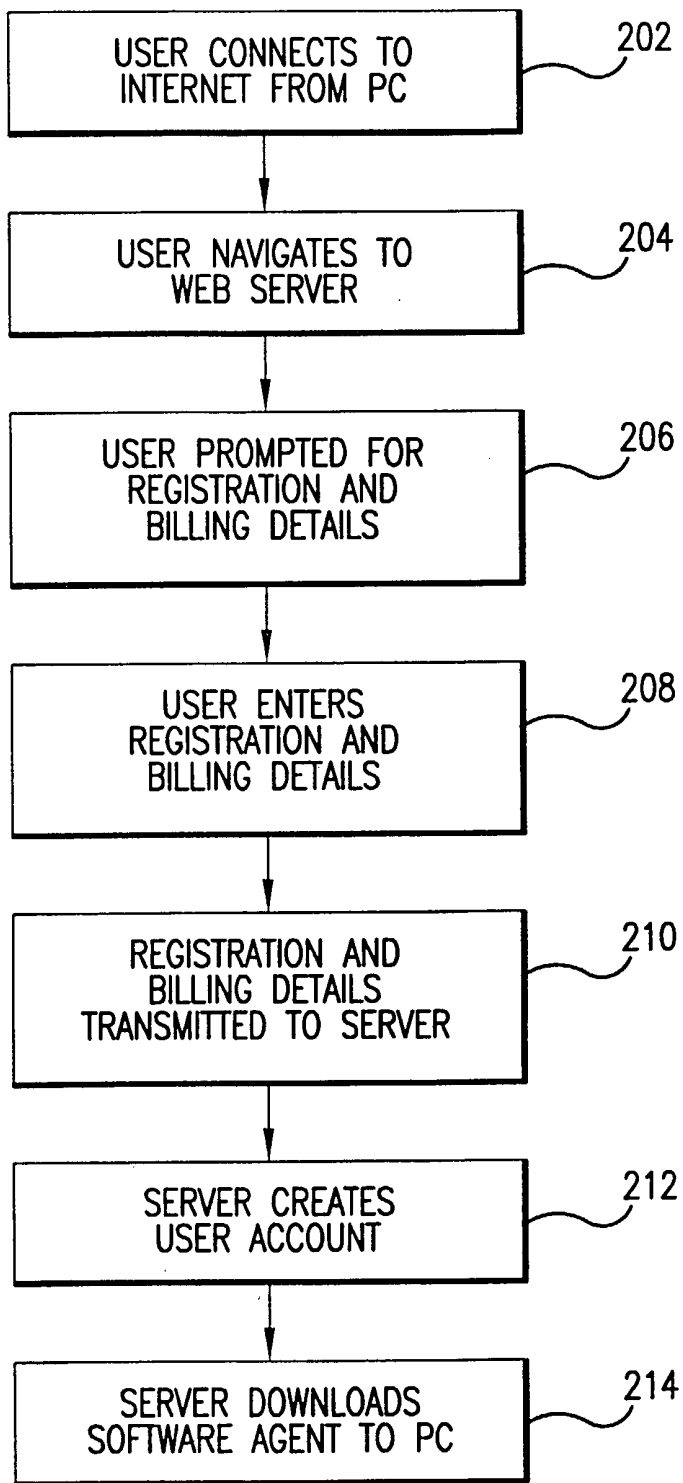 USER CONNECTS TO
INTERNET FROM PC
202
USER NAVIGATES TO
WEB SERVER
204
USER PROMPTED FOR
REGISTRATION AND
BILLING DETAILS
206
USER ENTERS
REGISTRATION AND
BILLING DETAILS
208
REGISTRATION AND
BILLING DETAILS
TRANSMITTED TO SERVER
210
SERVER CREATES
USER ACCOUNT
212
SERVER DOWNLOADS
SOFTWARE AGENT TO PC
214